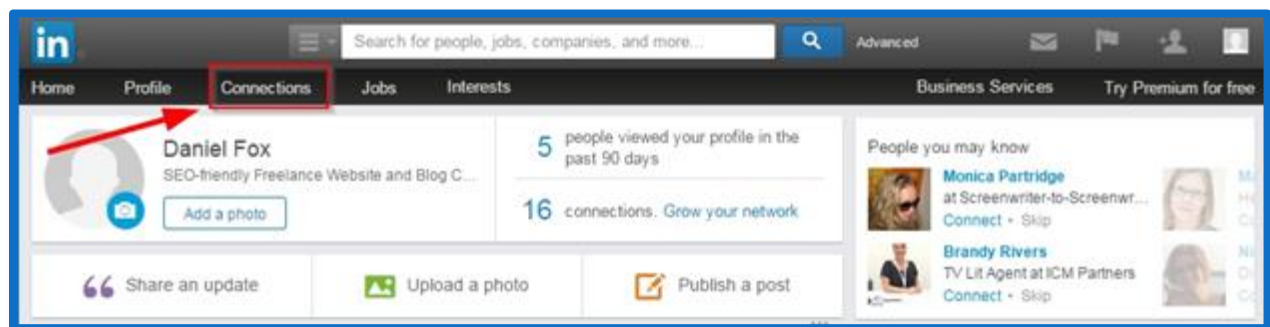 in
Search for people, jobs, companies, and more...
Advanced
Home Profile Connections Jobs Interests Business Services Try Premium for free
Daniel Fox
SEO-friendly Freelance Website and Blog C...
Add a photo
5 people viewed your profile in the
past 90 days
16 connections. Grow your network
Share an update
Upload a photo
Publish a post
People you may know
Monica Partridge
at Screenwriter-to-Screenwr...
Connect • Skip
Brandy Rivers
TV Lit Agent at ICM Partners
Connect • Skip